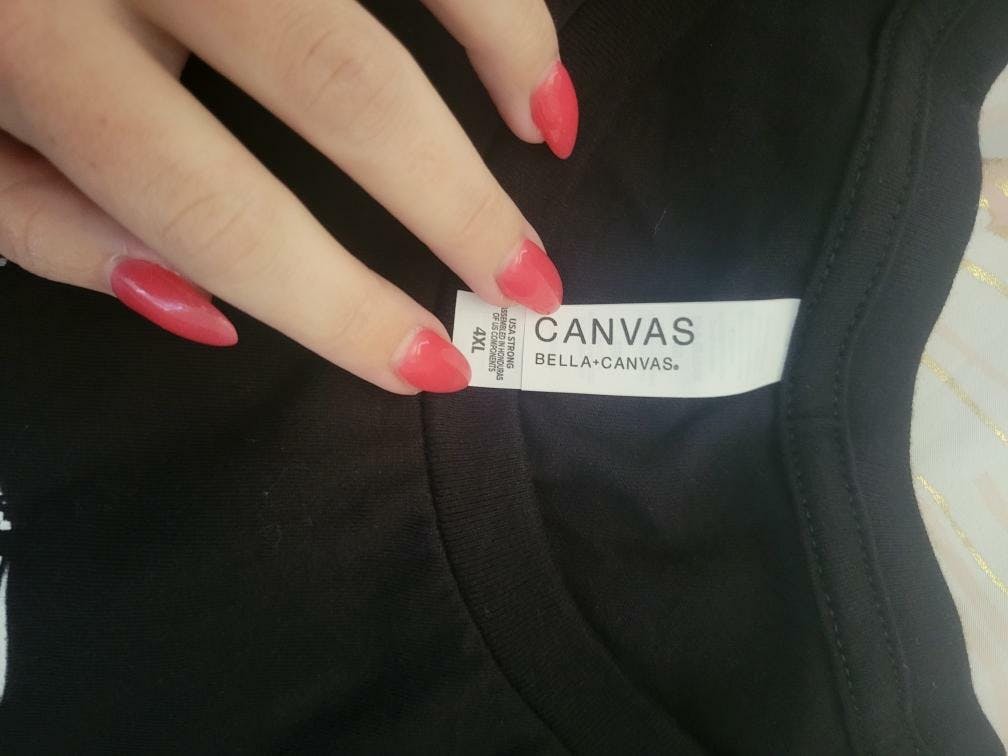 CANVAS
BELLA+CANVAS®
USA STRONG
ASSEMBLED IN HONDURAS
OF US COMPONENTS
4XL